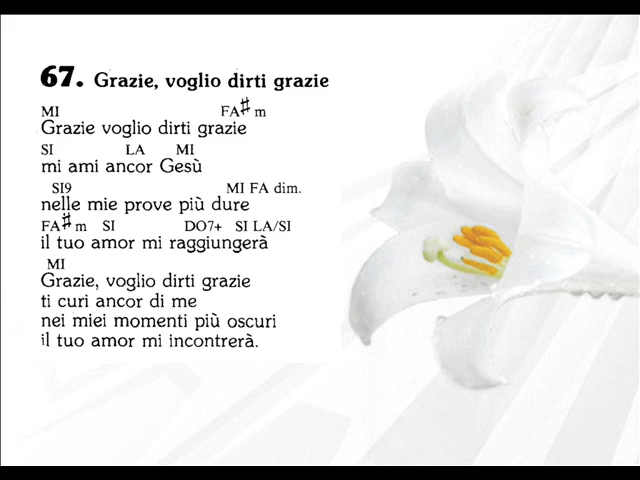 67. Grazie, voglio dirti grazie
MI FA♯m
Grazie voglio dirti grazie
SI LA MI
mi ami ancor Gesù
SI9 MI FA dim.
nelle mie prove più dure
FA♯m SI DO7+ SI LA/SI
il tuo amor mi raggiungerà
MI
Grazie, voglio dirti grazie
ti curi ancor di me
nei miei momenti più oscuri
il tuo amor mi incontrerà.